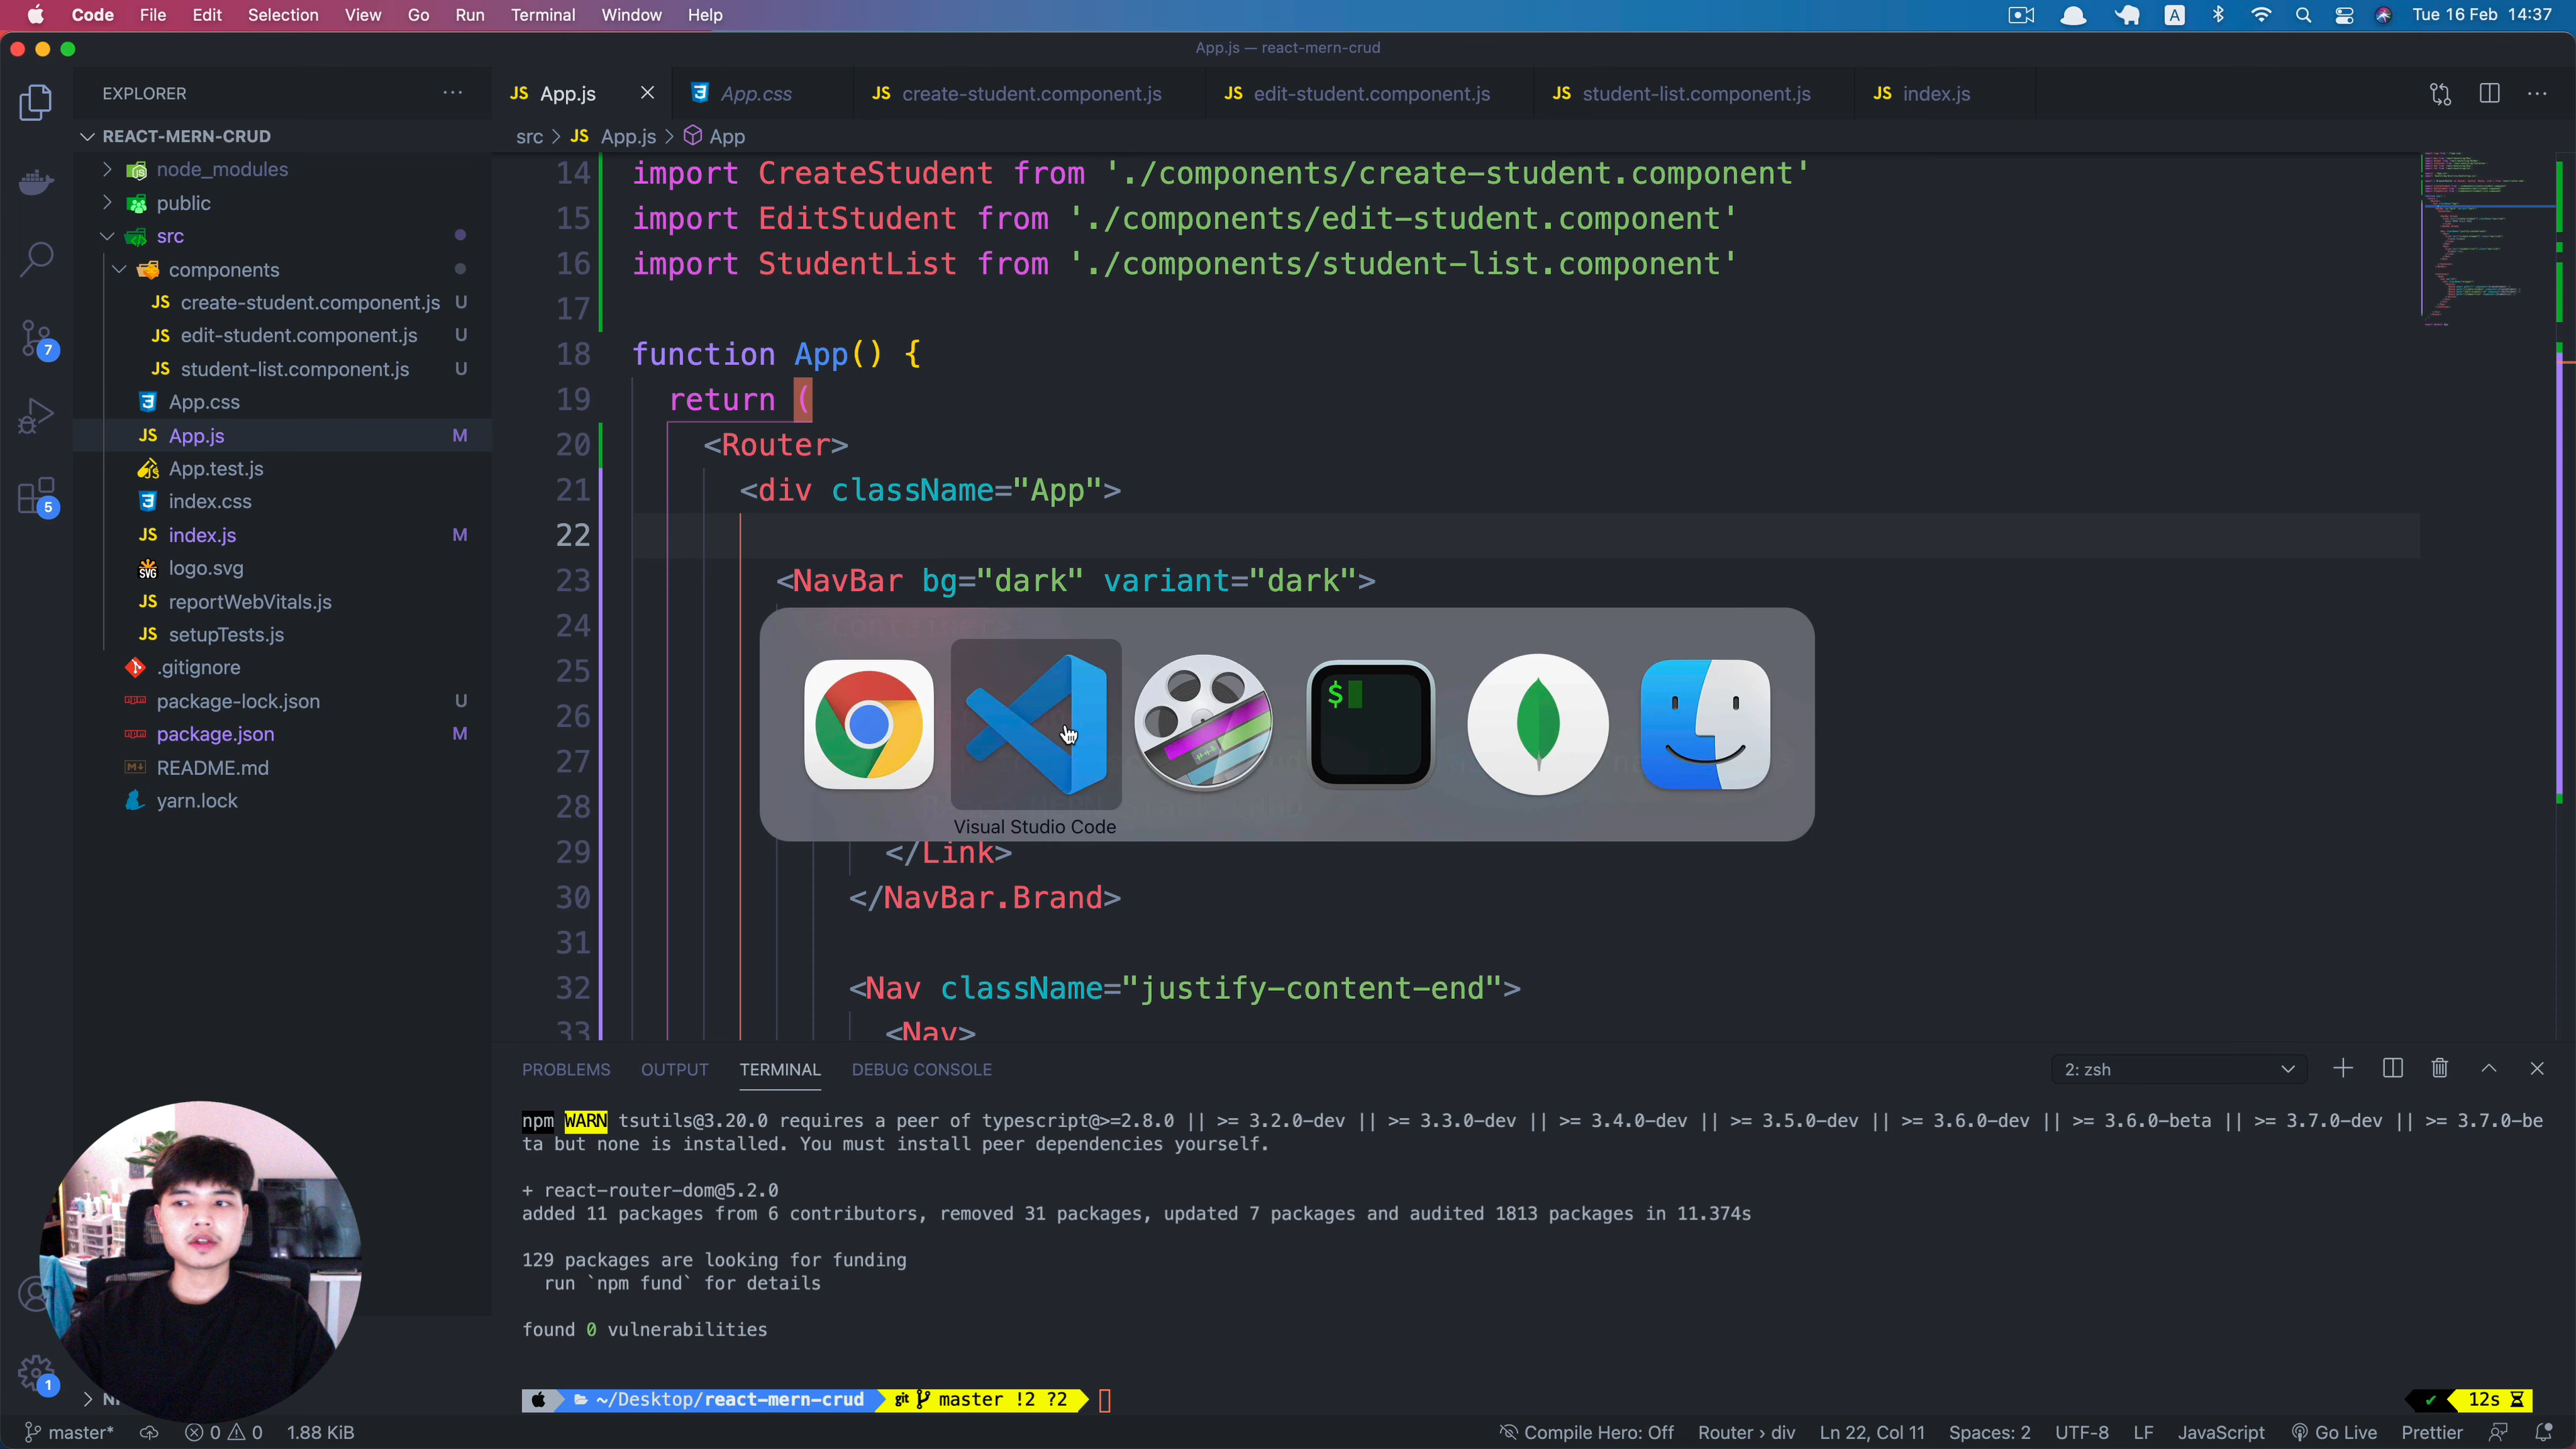 Code File Edit Selection View Go Run Terminal Window Help
A
Tue 16 Feb 14:37
App.js — react-mern-crud
EXPLORER
REACT-MERN-CRUD
node_modules
public
src
components
JS create-student.component.js U
JS edit-student.component.js U
JS student-list.component.js U
App.css
JS App.js M
App.test.js
index.css
JS index.js M
SVG logo.svg
JS reportWebVitals.js
JS setupTests.js
.gitignore
package-lock.json U
package.json M
README.md
yarn.lock
7
5
1
JS App.js
App.css
JS create-student.component.js
JS edit-student.component.js
JS student-list.component.js
JS index.js
src > JS App.js > App
14 import CreateStudent from './components/create-student.component'
15 import EditStudent from './components/edit-student.component'
16 import StudentList from './components/student-list.component'
17
18 function App() {
19 return (
20 <Router>
21 <div className="App">
22
23 <NavBar bg="dark" variant="dark">
24
25
26
27
28
29 </Link>
30 </NavBar.Brand>
31
32 <Nav className="justify-content-end">
33 <Nav>
$
Visual Studio Code
PROBLEMS OUTPUT TERMINAL DEBUG CONSOLE
2: zsh
npm WARN tsutils@3.20.0 requires a peer of typescript@>=2.8.0 || >= 3.2.0-dev || >= 3.3.0-dev || >= 3.4.0-dev || >= 3.5.0-dev || >= 3.6.0-dev || >= 3.6.0-beta || >= 3.7.0-dev || >= 3.7.0-be
ta but none is installed. You must install peer dependencies yourself.
+ react-router-dom@5.2.0
added 11 packages from 6 contributors, removed 31 packages, updated 7 packages and audited 1813 packages in 11.374s
129 packages are looking for funding
run `npm fund` for details
found 0 vulnerabilities
~/Desktop/react-mern-crud git master !2 ?2
12s
master* 0 0 1.88 KiB
Compile Hero: Off Router › div Ln 22, Col 11 Spaces: 2 UTF-8 LF JavaScript Go Live Prettier